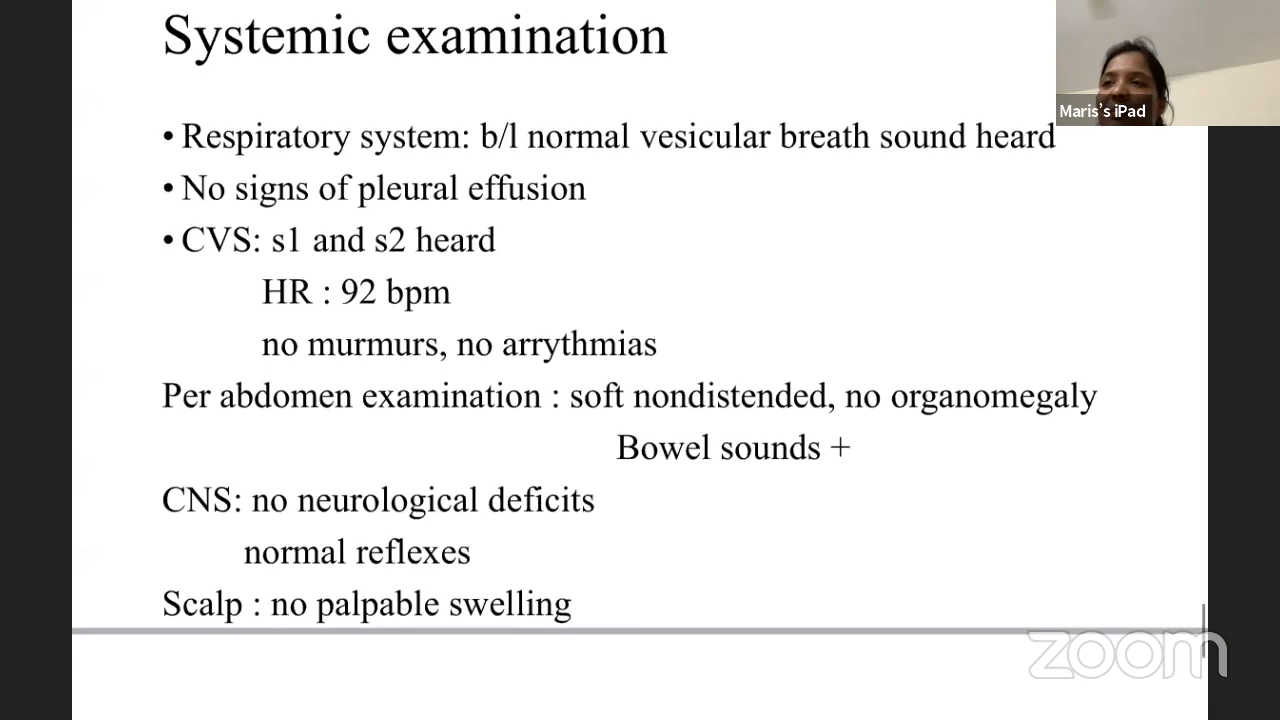 Systemic examination
Maris's iPad
• Respiratory system: b/l normal vesicular breath sound heard
• No signs of pleural effusion
• CVS: s1 and s2 heard
HR : 92 bpm
no murmurs, no arrythmias
Per abdomen examination : soft nondistended, no organomegaly
Bowel sounds +
CNS: no neurological deficits
normal reflexes
Scalp : no palpable swelling
zoom